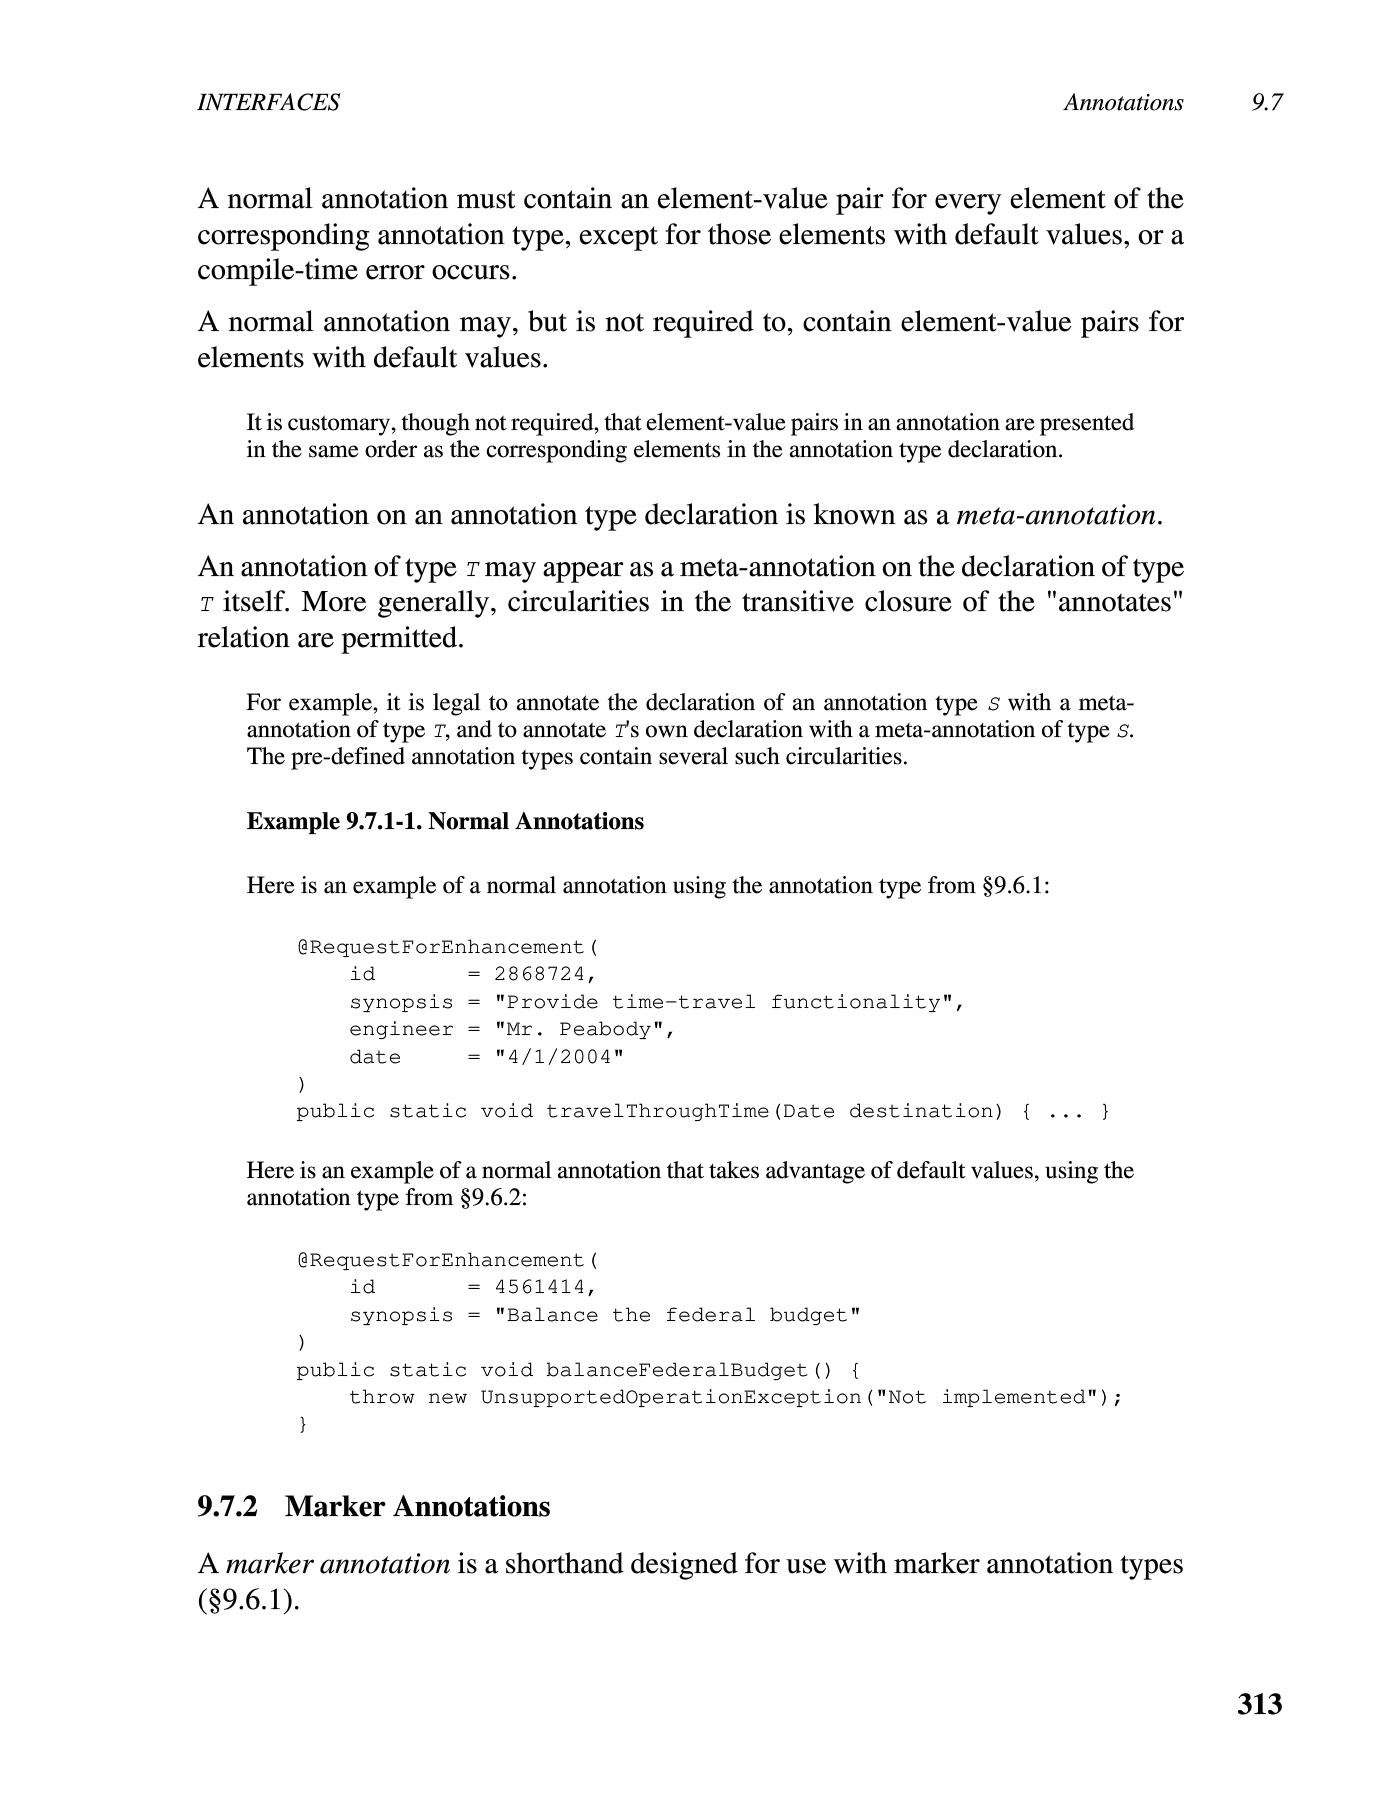 INTERFACES Annotations 9.7
A normal annotation must contain an element-value pair for every element of the
corresponding annotation type, except for those elements with default values, or a
compile-time error occurs.
A normal annotation may, but is not required to, contain element-value pairs for
elements with default values.
It is customary, though not required, that element-value pairs in an annotation are presented
in the same order as the corresponding elements in the annotation type declaration.
An annotation on an annotation type declaration is known as a meta-annotation.
An annotation of type T may appear as a meta-annotation on the declaration of type
T itself. More generally, circularities in the transitive closure of the "annotates"
relation are permitted.
For example, it is legal to annotate the declaration of an annotation type S with a meta-
annotation of type T, and to annotate T's own declaration with a meta-annotation of type S.
The pre-defined annotation types contain several such circularities.
Example 9.7.1-1. Normal Annotations
Here is an example of a normal annotation using the annotation type from §9.6.1:
@RequestForEnhancement(
    id       = 2868724,
    synopsis = "Provide time-travel functionality",
    engineer = "Mr. Peabody",
    date     = "4/1/2004"
)
public static void travelThroughTime(Date destination) { ... }
Here is an example of a normal annotation that takes advantage of default values, using the
annotation type from §9.6.2:
@RequestForEnhancement(
    id       = 4561414,
    synopsis = "Balance the federal budget"
)
public static void balanceFederalBudget() {
    throw new UnsupportedOperationException("Not implemented");
}
9.7.2 Marker Annotations
A marker annotation is a shorthand designed for use with marker annotation types
(§9.6.1).
313